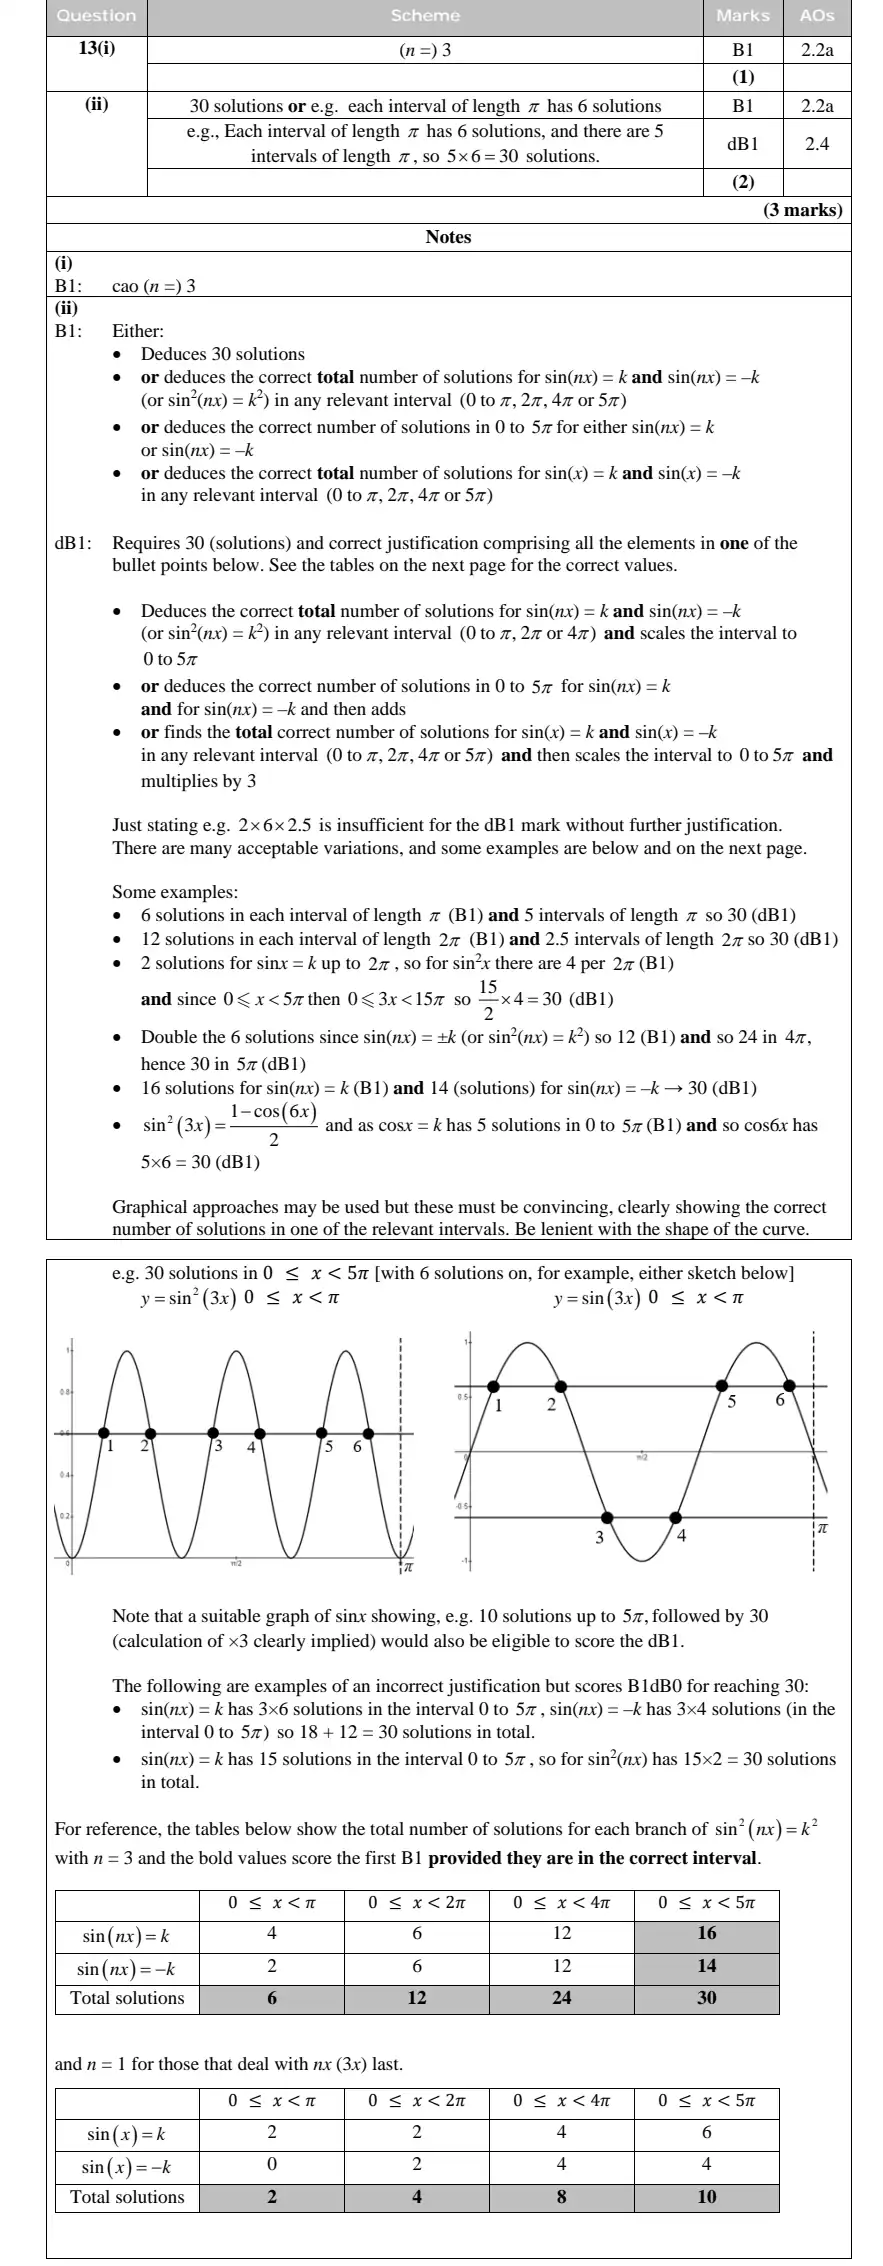 Question Scheme Marks AOs
13(i) (n =) 3 B1 2.2a
(1)
(ii) 30 solutions or e.g. each interval of length π has 6 solutions B1 2.2a
e.g., Each interval of length π has 6 solutions, and there are 5
intervals of length π, so 5×6 = 30 solutions. dB1 2.4
(2)
(3 marks)
Notes
(i)
B1: cao (n =) 3
(ii)
B1: Either:
• Deduces 30 solutions
• or deduces the correct total number of solutions for sin(nx) = k and sin(nx) = –k
(or sin²(nx) = k²) in any relevant interval (0 to π, 2π, 4π or 5π)
• or deduces the correct number of solutions in 0 to 5π for either sin(nx) = k
or sin(nx) = –k
• or deduces the correct total number of solutions for sin(x) = k and sin(x) = –k
in any relevant interval (0 to π, 2π, 4π or 5π)
dB1: Requires 30 (solutions) and correct justification comprising all the elements in one of the
bullet points below. See the tables on the next page for the correct values.
• Deduces the correct total number of solutions for sin(nx) = k and sin(nx) = –k
(or sin²(nx) = k²) in any relevant interval (0 to π, 2π or 4π) and scales the interval to
0 to 5π
• or deduces the correct number of solutions in 0 to 5π for sin(nx) = k
and for sin(nx) = –k and then adds
• or finds the total correct number of solutions for sin(x) = k and sin(x) = –k
in any relevant interval (0 to π, 2π, 4π or 5π) and then scales the interval to 0 to 5π and
multiplies by 3
Just stating e.g. 2×6×2.5 is insufficient for the dB1 mark without further justification.
There are many acceptable variations, and some examples are below and on the next page.
Some examples:
• 6 solutions in each interval of length π (B1) and 5 intervals of length π so 30 (dB1)
• 12 solutions in each interval of length 2π (B1) and 2.5 intervals of length 2π so 30 (dB1)
• 2 solutions for sinx = k up to 2π, so for sin²x there are 4 per 2π (B1)
and since 0 ⩽ x < 5π then 0 ⩽ 3x < 15π so 15/2 × 4 = 30 (dB1)
• Double the 6 solutions since sin(nx) = ±k (or sin²(nx) = k²) so 12 (B1) and so 24 in 4π,
hence 30 in 5π (dB1)
• 16 solutions for sin(nx) = k (B1) and 14 (solutions) for sin(nx) = –k → 30 (dB1)
• sin²(3x) = (1−cos(6x))/2 and as cosx = k has 5 solutions in 0 to 5π (B1) and so cos6x has
5×6 = 30 (dB1)
Graphical approaches may be used but these must be convincing, clearly showing the correct
number of solutions in one of the relevant intervals. Be lenient with the shape of the curve.
e.g. 30 solutions in 0 ≤ x < 5π [with 6 solutions on, for example, either sketch below]
y = sin²(3x) 0 ≤ x < π y = sin(3x) 0 ≤ x < π
1
0.8
0.6
0.4
0.2
0
π/2
π
1 2 3 4 5 6
1
0.5
0
-0.5
-1
π/2
π
1 2 5 6
3 4
Note that a suitable graph of sinx showing, e.g. 10 solutions up to 5π, followed by 30
(calculation of ×3 clearly implied) would also be eligible to score the dB1.
The following are examples of an incorrect justification but scores B1dB0 for reaching 30:
• sin(nx) = k has 3×6 solutions in the interval 0 to 5π, sin(nx) = –k has 3×4 solutions (in the
interval 0 to 5π) so 18 + 12 = 30 solutions in total.
• sin(nx) = k has 15 solutions in the interval 0 to 5π, so for sin²(nx) has 15×2 = 30 solutions
in total.
For reference, the tables below show the total number of solutions for each branch of sin²(nx) = k²
with n = 3 and the bold values score the first B1 provided they are in the correct interval.
0 ≤ x < π 0 ≤ x < 2π 0 ≤ x < 4π 0 ≤ x < 5π
sin(nx) = k 4 6 12 16
sin(nx) = −k 2 6 12 14
Total solutions 6 12 24 30
and n = 1 for those that deal with nx (3x) last.
0 ≤ x < π 0 ≤ x < 2π 0 ≤ x < 4π 0 ≤ x < 5π
sin(x) = k 2 2 4 6
sin(x) = −k 0 2 4 4
Total solutions 2 4 8 10